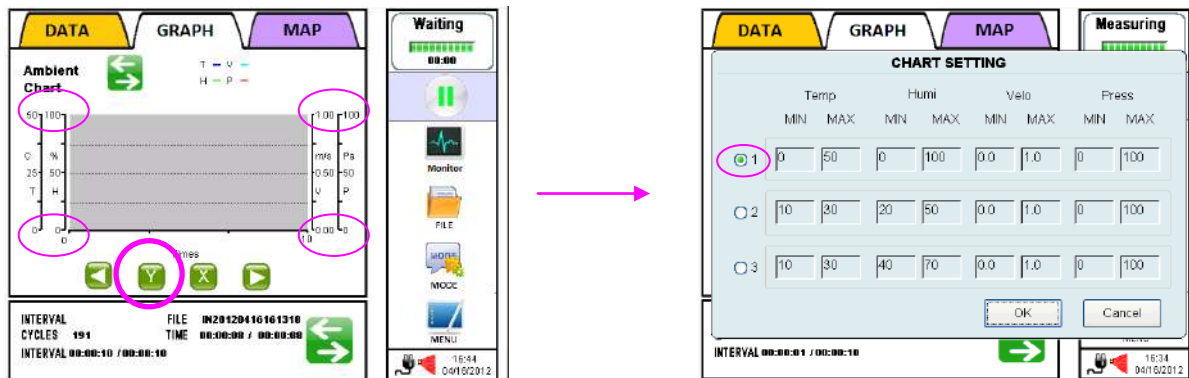 DATA GRAPH MAP
Waiting
00:00
Ambient
Chart
T V
H P
50 100 1.00 100
C % m/s Pa
25 50 0.50 50
T H V P
0 0 0.00 0
0 10
Times
Y X
Monitor
FILE
MODE
MENU
INTERVAL FILE IN20120416161310
CYCLES 191 TIME 00:00:08 / 00:00:08
INTERVAL 00:00:10 / 00:00:10
16:44
04/16/2012
DATA GRAPH MAP
Measuring
CHART SETTING
Temp Humi Velo Press
MIN MAX MIN MAX MIN MAX MIN MAX
1 0 50 0 100 0.0 1.0 0 100
2 10 30 20 50 0.0 1.0 0 100
3 10 30 40 70 0.0 1.0 0 100
OK Cancel
INTERVAL 00:00:01 / 00:00:10
16:34
04/16/2012